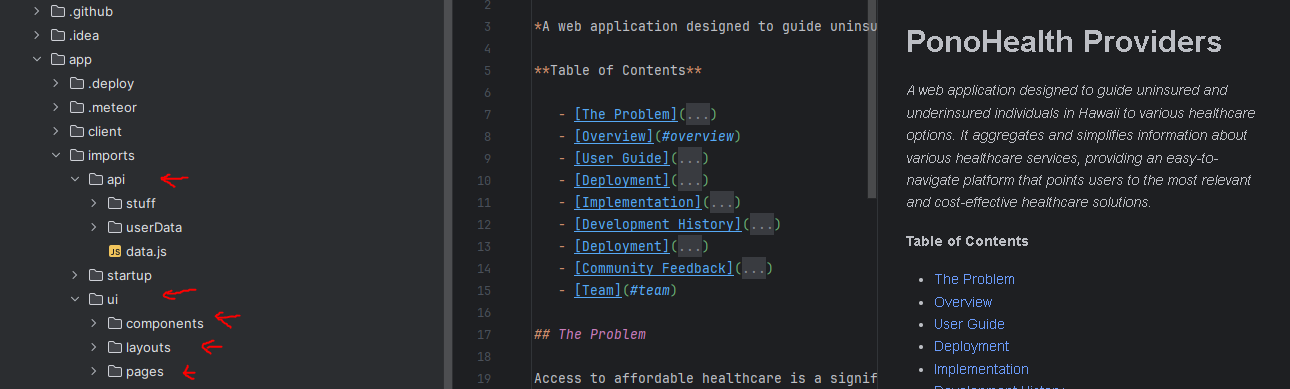 .github
.idea
app
.deploy
.meteor
client
imports
api
stuff
userData
JS data.js
startup
ui
components
layouts
pages
2
3 *A web application designed to guide uninsu
4
5 **Table of Contents**
6
7 - [The Problem](...)
8 - [Overview](#overview)
9 - [User Guide](...)
10 - [Deployment](...)
11 - [Implementation](...)
12 - [Development History](...)
13 - [Deployment](...)
14 - [Community Feedback](...)
15 - [Team](#team)
16
17 ## The Problem
18
19 Access to affordable healthcare is a signif
PonoHealth Providers
A web application designed to guide uninsured and
underinsured individuals in Hawaii to various healthcare
options. It aggregates and simplifies information about
various healthcare services, providing an easy-to-
navigate platform that points users to the most relevant
and cost-effective healthcare solutions.
Table of Contents
• The Problem
• Overview
• User Guide
• Deployment
• Implementation
Development History